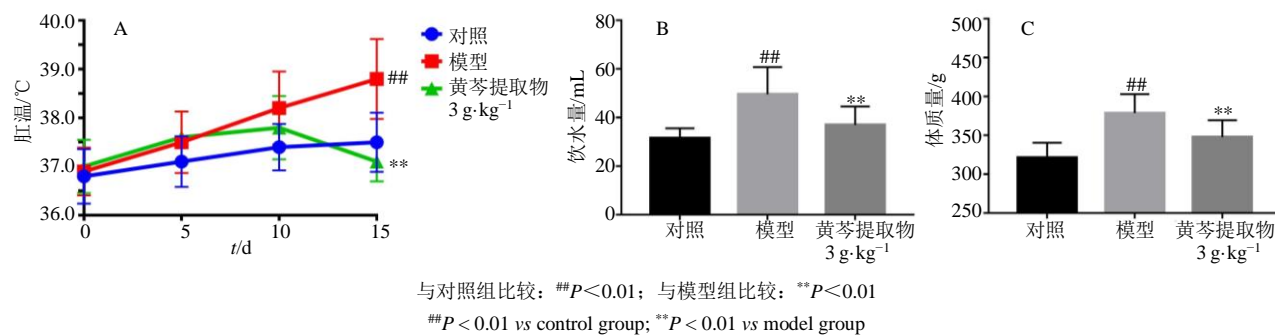 A
40.0
39.0
38.0
37.0
36.0
肛温/℃
0
5
10
15
t/d
对照
模型
黄芩提取物
3 g·kg⁻¹
##
**
B
80
60
40
20
0
饮水量/mL
##
**
对照
模型
黄芩提取物
3 g·kg⁻¹
C
400
350
300
250
体质量/g
##
**
对照
模型
黄芩提取物
3 g·kg⁻¹
与对照组比较：##P＜0.01；与模型组比较：**P＜0.01
##P < 0.01 vs control group; **P < 0.01 vs model group